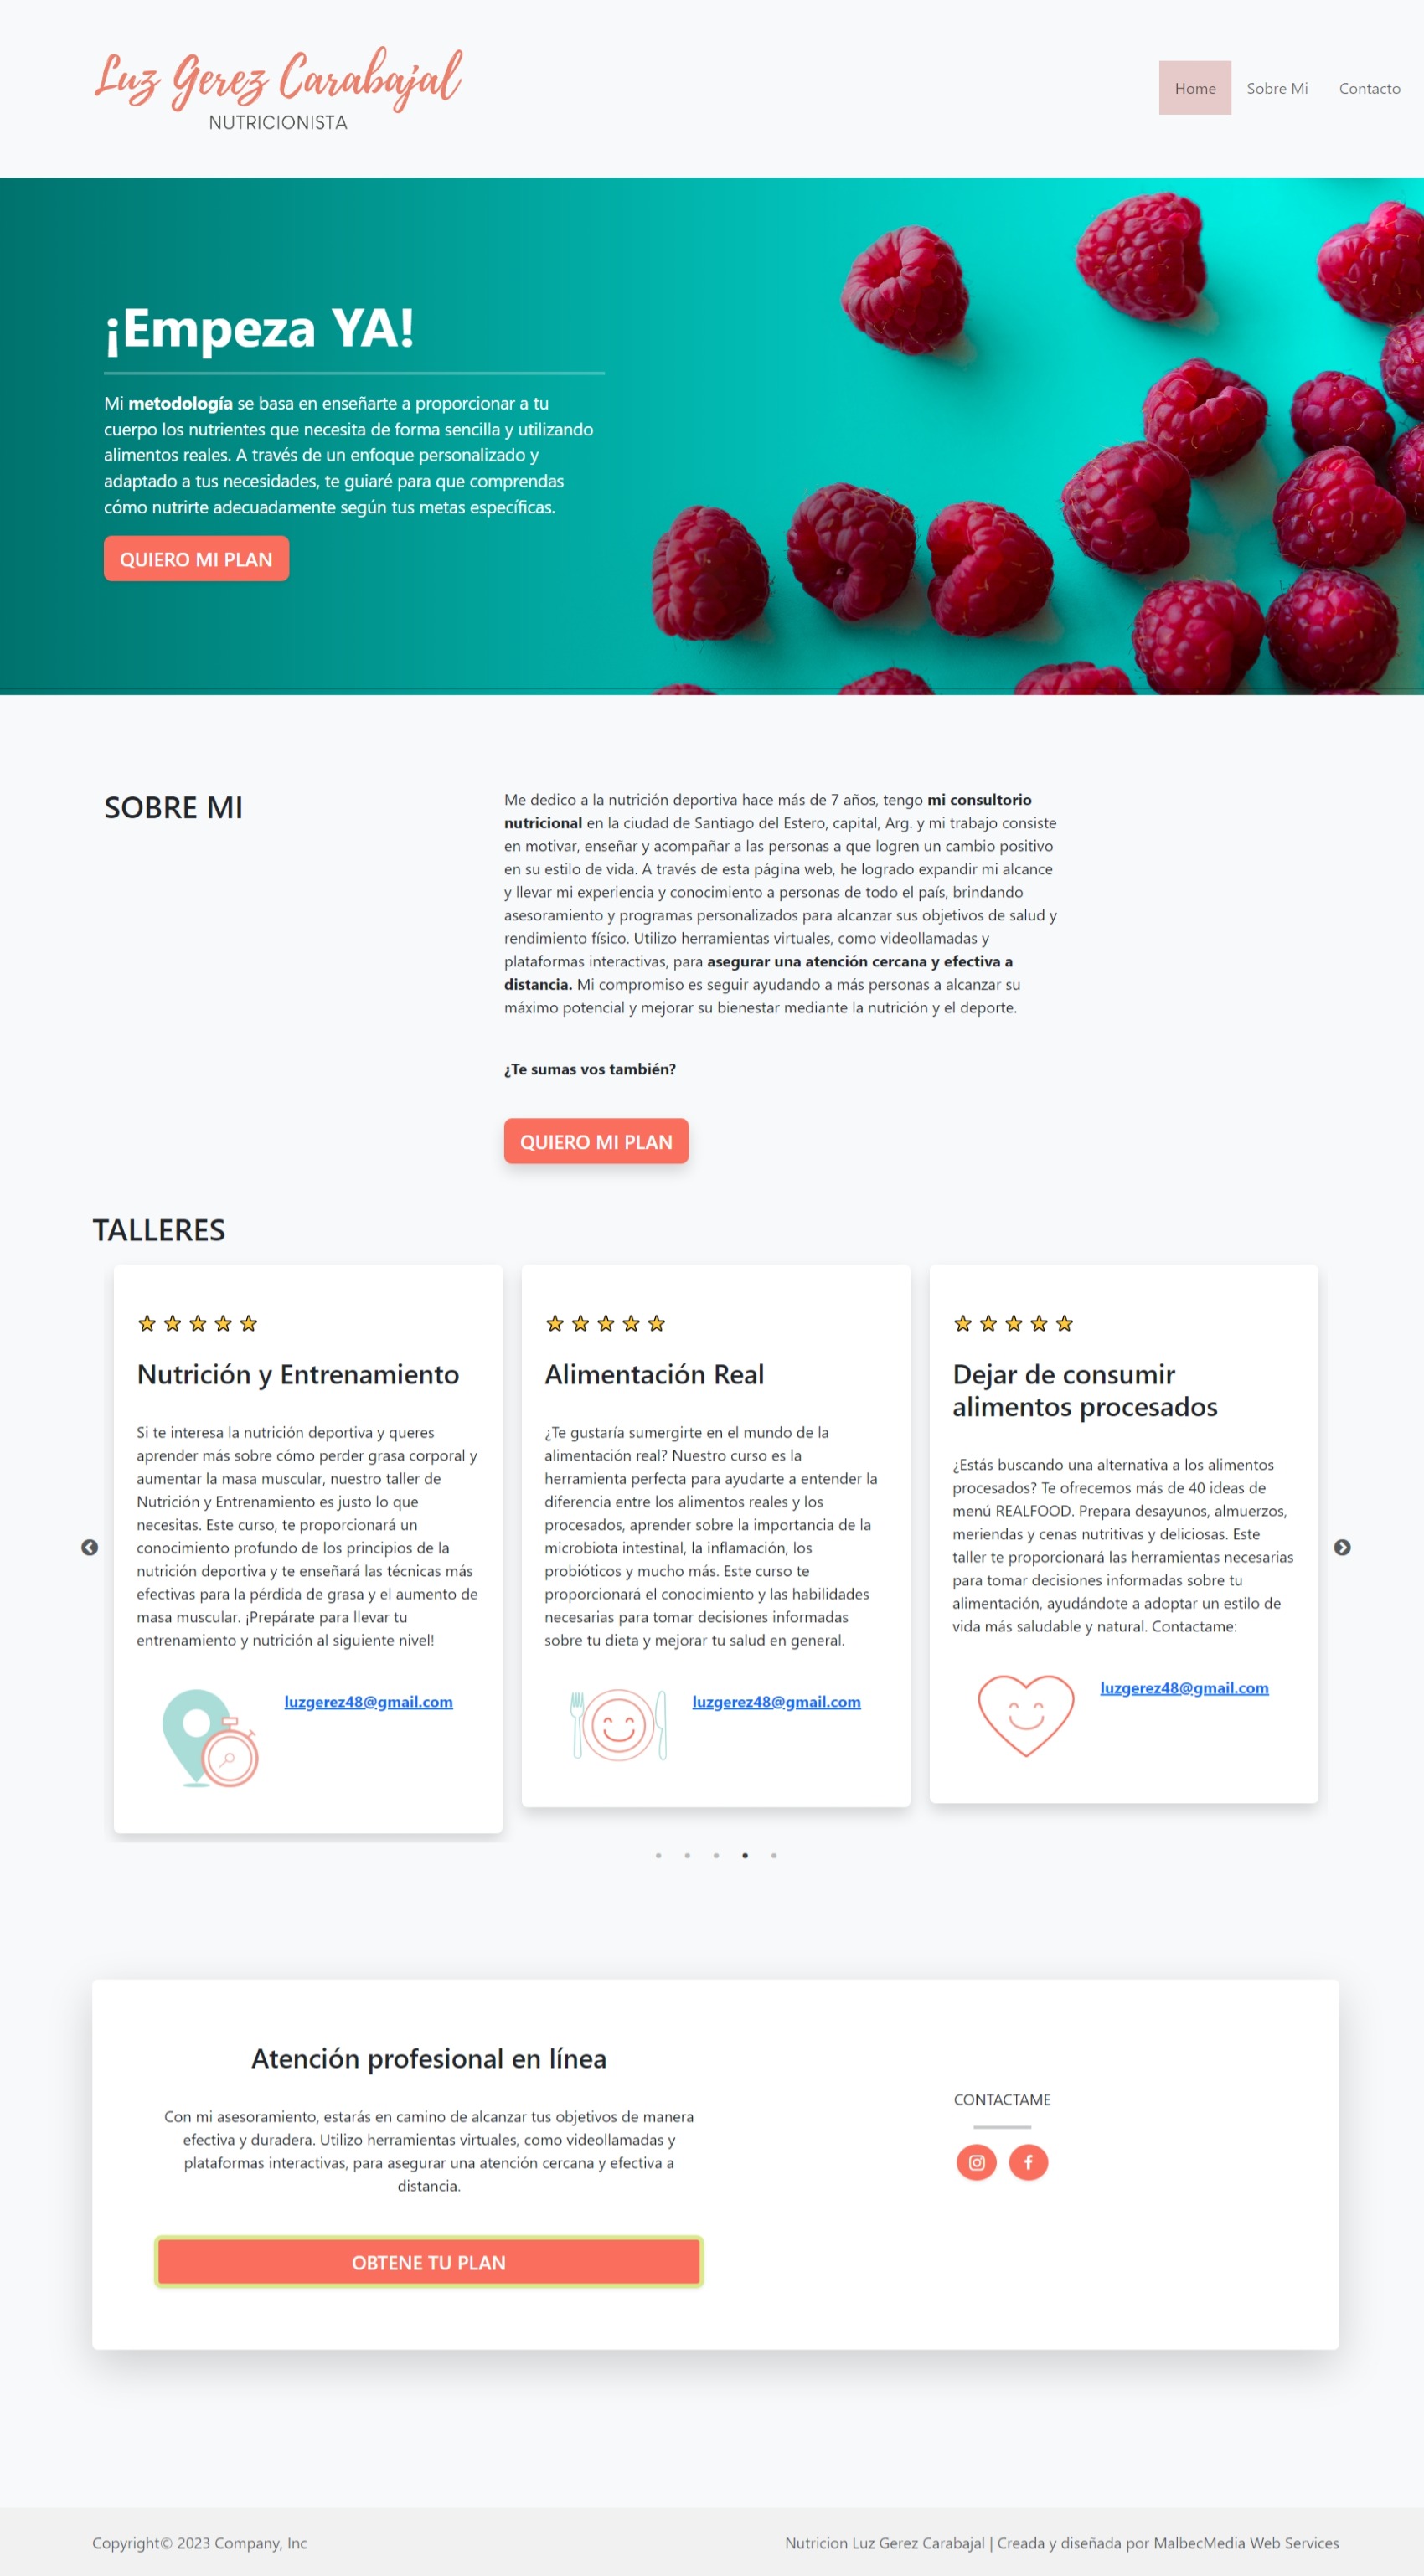 Luz Gerez Carabajal
NUTRICIONISTA
Home
Sobre Mi
Contacto
¡Empeza YA!
Mi metodología se basa en enseñarte a proporcionar a tu
cuerpo los nutrientes que necesita de forma sencilla y utilizando
alimentos reales. A través de un enfoque personalizado y
adaptado a tus necesidades, te guiaré para que comprendas
cómo nutrirte adecuadamente según tus metas específicas.
QUIERO MI PLAN
SOBRE MI
Me dedico a la nutrición deportiva hace más de 7 años, tengo mi consultorio
nutricional en la ciudad de Santiago del Estero, capital, Arg. y mi trabajo consiste
en motivar, enseñar y acompañar a las personas a que logren un cambio positivo
en su estilo de vida. A través de esta página web, he logrado expandir mi alcance
y llevar mi experiencia y conocimiento a personas de todo el país, brindando
asesoramiento y programas personalizados para alcanzar sus objetivos de salud y
rendimiento físico. Utilizo herramientas virtuales, como videollamadas y
plataformas interactivas, para asegurar una atención cercana y efectiva a
distancia. Mi compromiso es seguir ayudando a más personas a alcanzar su
máximo potencial y mejorar su bienestar mediante la nutrición y el deporte.
¿Te sumas vos también?
QUIERO MI PLAN
TALLERES
Nutrición y Entrenamiento
Si te interesa la nutrición deportiva y queres
aprender más sobre cómo perder grasa corporal y
aumentar la masa muscular, nuestro taller de
Nutrición y Entrenamiento es justo lo que
necesitas. Este curso, te proporcionará un
conocimiento profundo de los principios de la
nutrición deportiva y te enseñará las técnicas más
efectivas para la pérdida de grasa y el aumento de
masa muscular. ¡Prepárate para llevar tu
entrenamiento y nutrición al siguiente nivel!
luzgerez48@gmail.com
Alimentación Real
¿Te gustaría sumergirte en el mundo de la
alimentación real? Nuestro curso es la
herramienta perfecta para ayudarte a entender la
diferencia entre los alimentos reales y los
procesados, aprender sobre la importancia de la
microbiota intestinal, la inflamación, los
probióticos y mucho más. Este curso te
proporcionará el conocimiento y las habilidades
necesarias para tomar decisiones informadas
sobre tu dieta y mejorar tu salud en general.
luzgerez48@gmail.com
Dejar de consumir
alimentos procesados
¿Estás buscando una alternativa a los alimentos
procesados? Te ofrecemos más de 40 ideas de
menú REALFOOD. Prepara desayunos, almuerzos,
meriendas y cenas nutritivas y deliciosas. Este
taller te proporcionará las herramientas necesarias
para tomar decisiones informadas sobre tu
alimentación, ayudándote a adoptar un estilo de
vida más saludable y natural. Contactame:
luzgerez48@gmail.com
Atención profesional en línea
Con mi asesoramiento, estarás en camino de alcanzar tus objetivos de manera
efectiva y duradera. Utilizo herramientas virtuales, como videollamadas y
plataformas interactivas, para asegurar una atención cercana y efectiva a
distancia.
OBTENE TU PLAN
CONTACTAME
Copyright© 2023 Company, Inc
Nutricion Luz Gerez Carabajal | Creada y diseñada por MalbecMedia Web Services